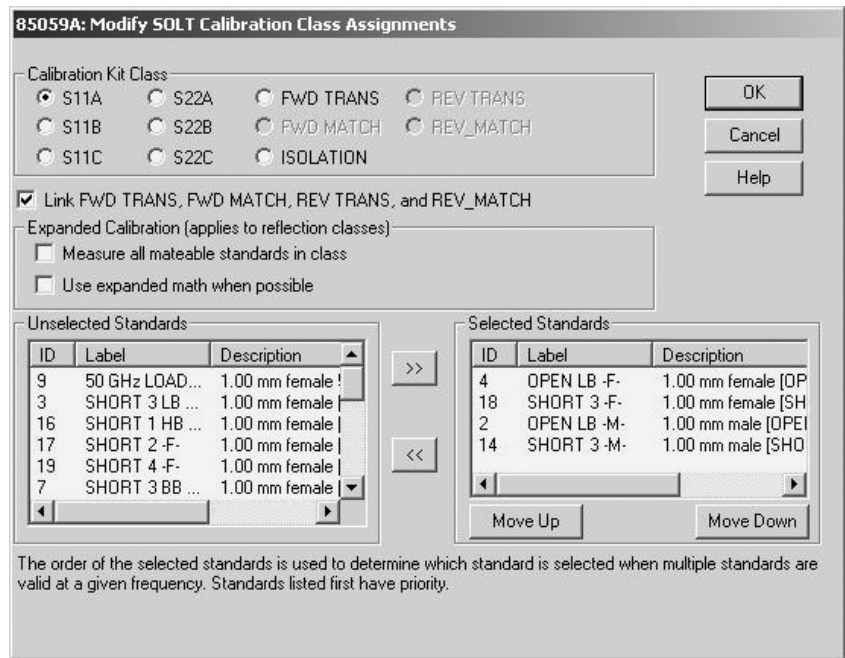 85059A: Modify SOLT Calibration Class Assignments
Calibration Kit Class
S11A S22A FWD TRANS REV TRANS
S11B S22B FWD MATCH REV_MATCH
S11C S22C ISOLATION
OK
Cancel
Help
Link FWD TRANS, FWD MATCH, REV TRANS, and REV_MATCH
Expanded Calibration (applies to reflection classes)
Measure all mateable standards in class
Use expanded math when possible
Unselected Standards
ID Label Description
9 50 GHz LOAD... 1.00 mm female
3 SHORT 3 LB ... 1.00 mm female [
16 SHORT 1 HB ... 1.00 mm female [
17 SHORT 2 -F- 1.00 mm female [
19 SHORT 4 -F- 1.00 mm female [
7 SHORT 3 BB ... 1.00 mm female [
>>
<<
Selected Standards
ID Label Description
4 OPEN LB -F- 1.00 mm female [OP
18 SHORT 3 -F- 1.00 mm female [SH
2 OPEN LB -M- 1.00 mm male [OPEI
14 SHORT 3 -M- 1.00 mm male [SHO
Move Up
Move Down
The order of the selected standards is used to determine which standard is selected when multiple standards are
valid at a given frequency. Standards listed first have priority.